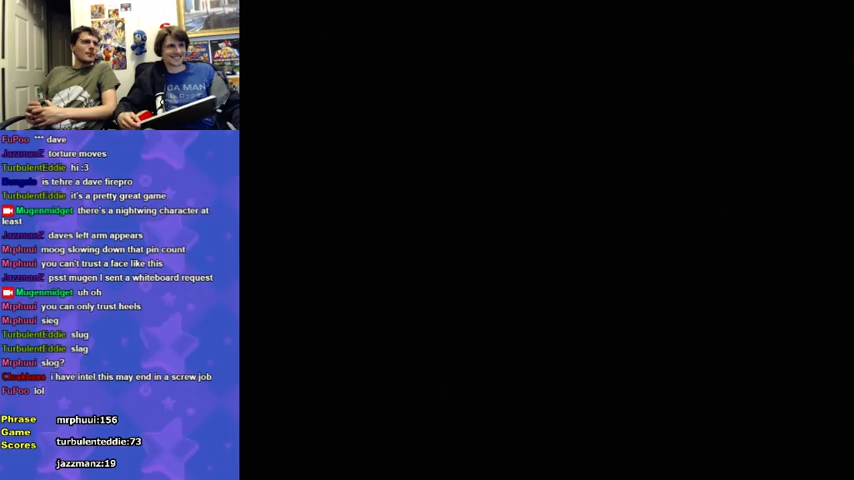 GA MAN
FuPoo *** dave
JazzmanZ torture moves
TurbulentEddie hi :3
is tehre a dave firepro
TurbulentEddie it's a pretty great game
Mugenmidget there's a nightwing character at
least
JazzmanZ daves left arm appears
Mrphuui moog slowing down that pin count
Mrphuui you can't trust a face like this
JazzmanZ psst mugen I sent a whiteboard request
Mugenmidget uh oh
Mrphuui you can only trust heels
Mrphuui sieg
TurbulentEddie slug
TurbulentEddie slag
Mrphuui slog?
i have intel this may end in a screw job
FuPoo lol
Phrase
Game
Scores
mrphuui:156
turbulenteddie:73
jazzmanz:19